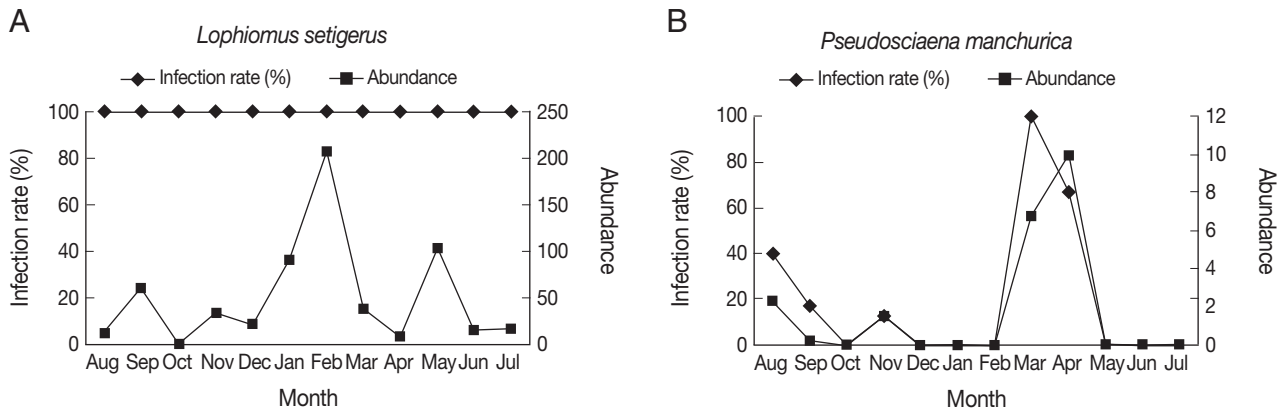 A
Lophiomus setigerus
Infection rate (%) Abundance
100
80
60
40
20
0
Infection rate (%)
250
200
150
100
50
0
Abundance
Aug Sep Oct Nov Dec Jan Feb Mar Apr May Jun Jul
Month
B
Pseudosciaena manchurica
Infection rate (%) Abundance
100
80
60
40
20
0
Infection rate (%)
12
10
8
6
4
2
0
Abundance
Aug Sep Oct Nov Dec Jan Feb Mar Apr May Jun Jul
Month